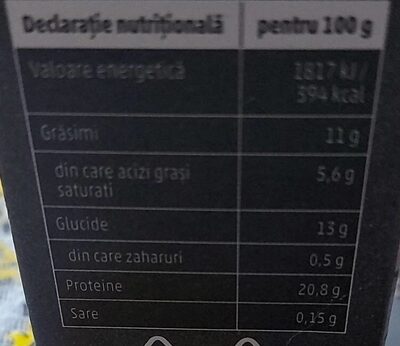 Declarație nutrițională pentru 100 g
Valoare energetică 1817 kJ/
394 kcal
Grăsimi 11 g
din care acizi grași 5,6 g
saturați
Glucide 13 g
din care zaharuri 0,5 g
Proteine 20,8 g
Sare 0,15 g